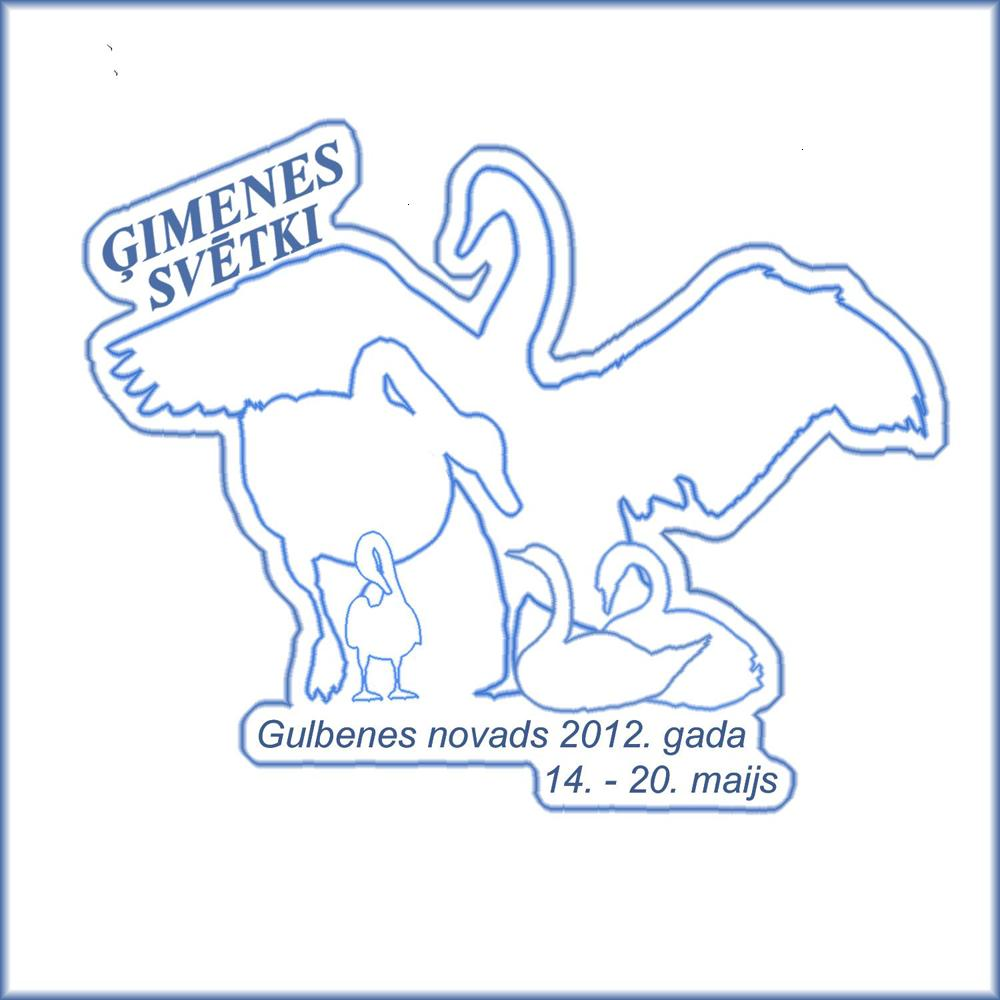 ĢIMENES
SVĒTKI
Gulbenes novads 2012. gada
14. - 20. maijs